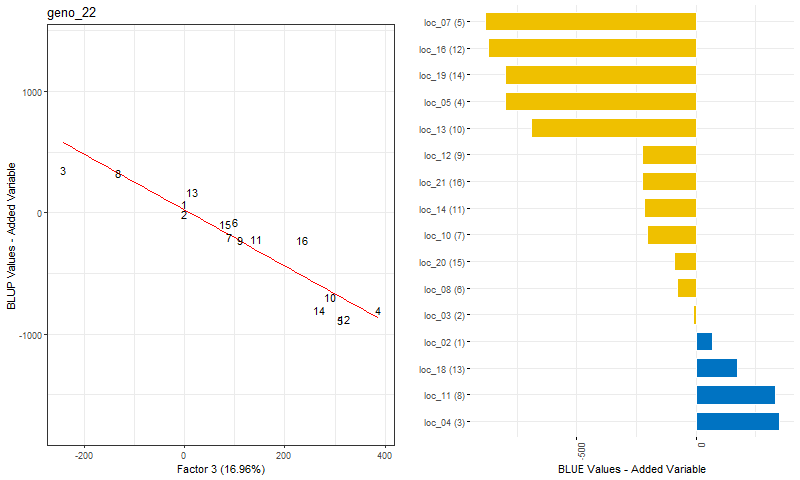 geno_22
BLUP Values - Added Variable
1000
0
-1000
3
8
13
1
2
15
6
7
9
11
16
10
14
5
12
4
-200
0
200
400
Factor 3 (16.96%)
loc_07 (5)
loc_16 (12)
loc_19 (14)
loc_05 (4)
loc_13 (10)
loc_12 (9)
loc_21 (16)
loc_14 (11)
loc_10 (7)
loc_20 (15)
loc_08 (6)
loc_03 (2)
loc_02 (1)
loc_18 (13)
loc_11 (8)
loc_04 (3)
-500
0
BLUE Values - Added Variable